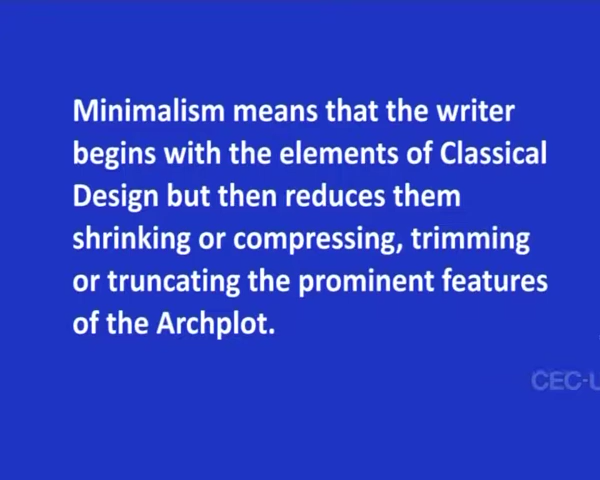 Minimalism means that the writer
begins with the elements of Classical
Design but then reduces them
shrinking or compressing, trimming
or truncating the prominent features
of the Archplot.
CEC-U